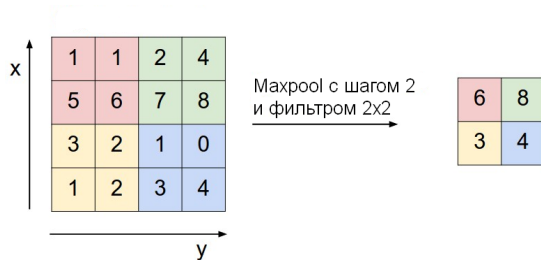 x
1 1 2 4
5 6 7 8
3 2 1 0
1 2 3 4
y
Maxpool с шагом 2
и фильтром 2x2
6 8
3 4